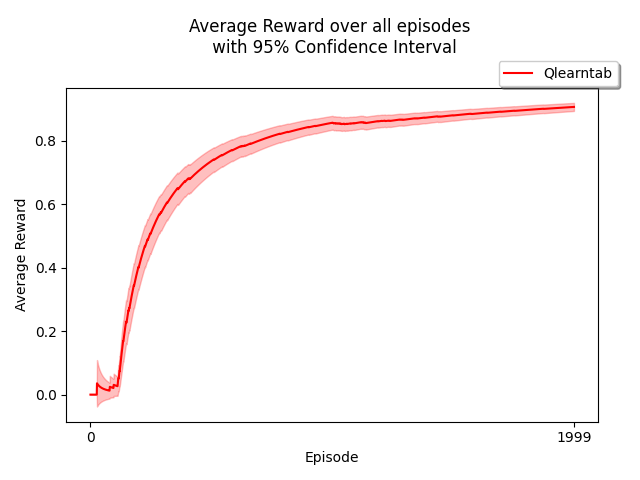 Average Reward over all episodes
with 95% Confidence Interval
Qlearntab
0.8
0.6
0.4
0.2
0.0
Average Reward
0
1999
Episode